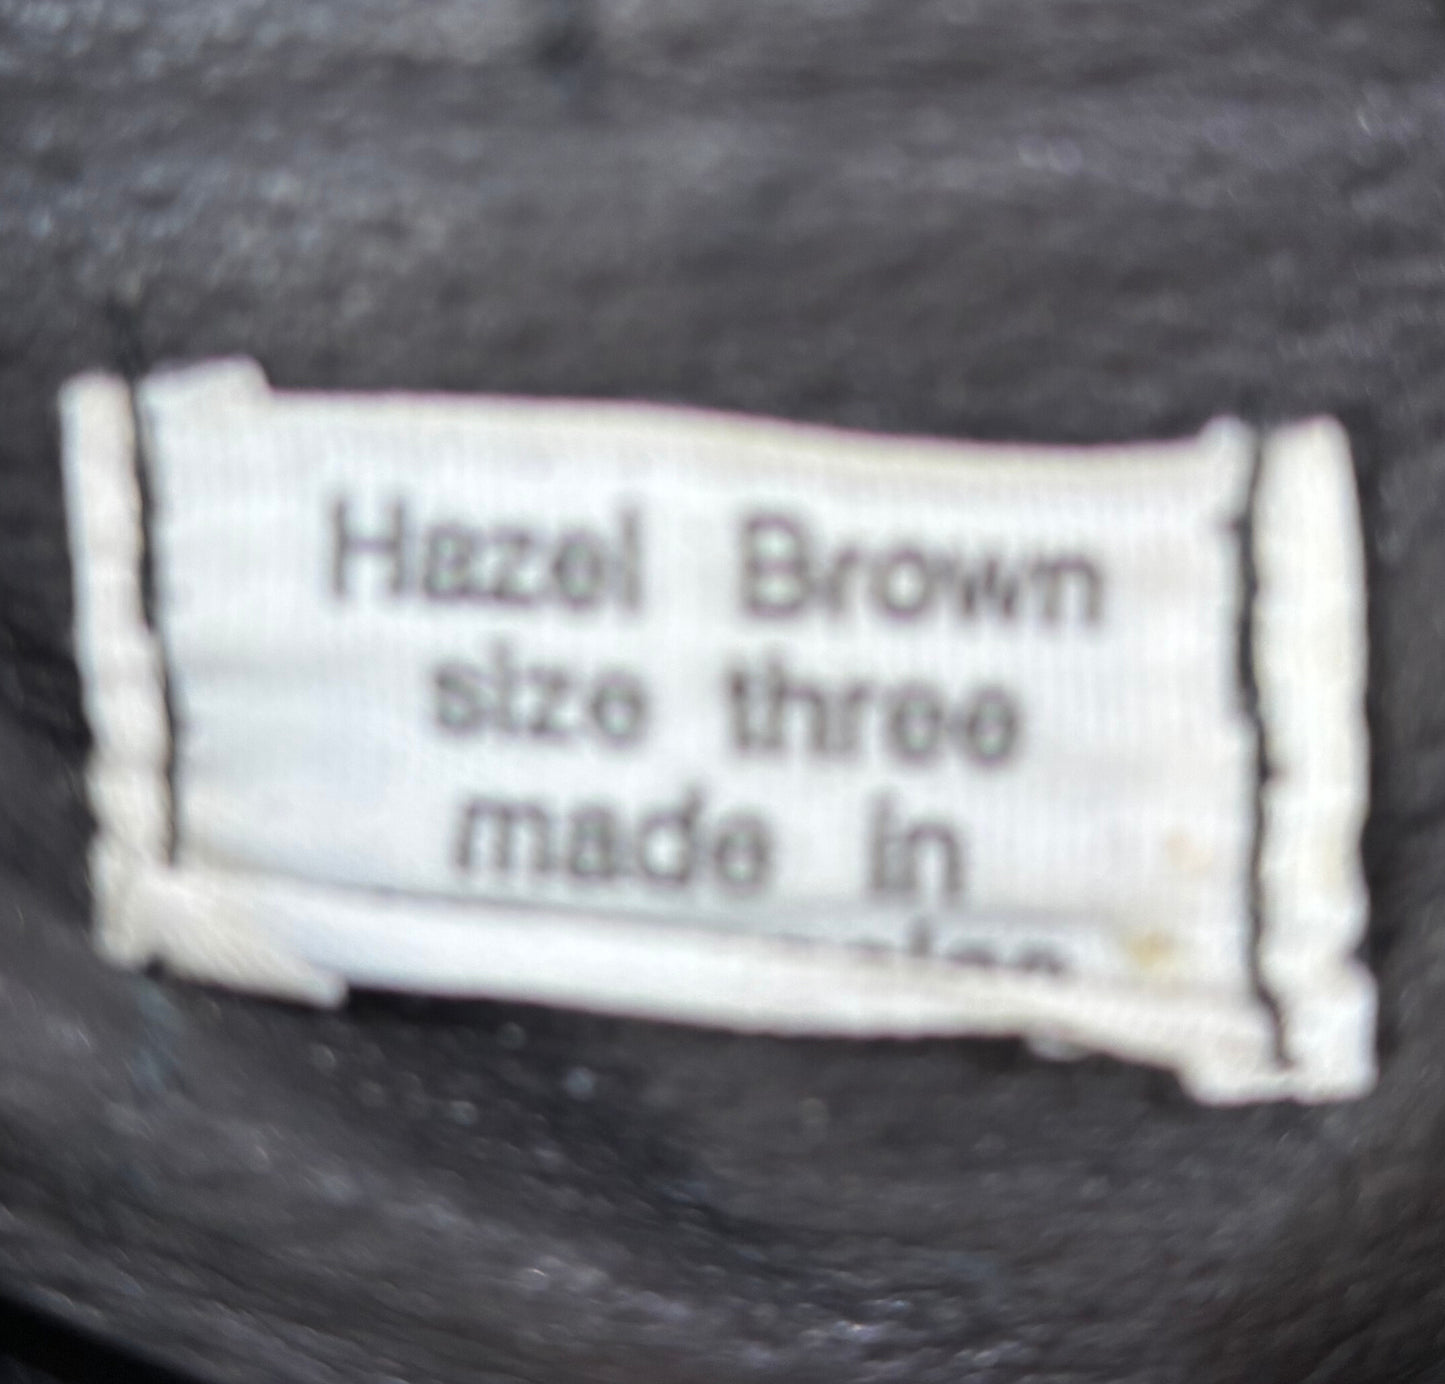 Hazel Brown
size three
made in